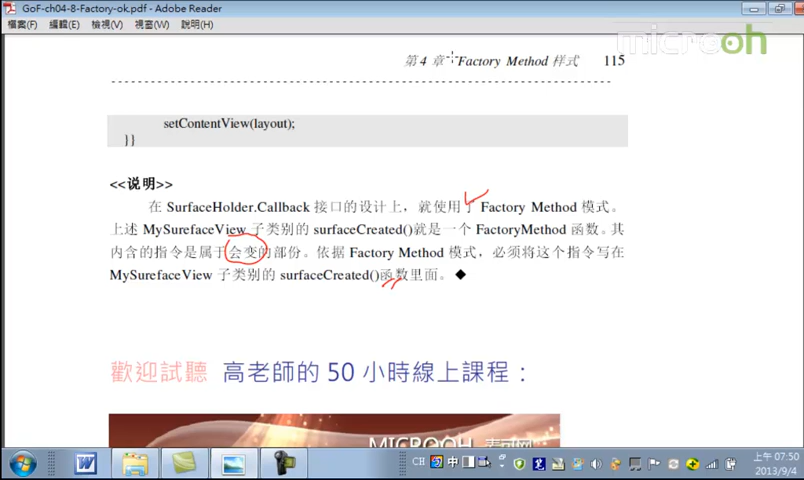 GoF-ch04-8-Factory-ok.pdf - Adobe Reader
檔案(F) 編輯(E) 檢視(V) 視窗(W) 說明(H)
microoh
第 4 章 Factory Method 样式 115
setContentView(layout);
}}
<<说明>>
在 SurfaceHolder.Callback 接口的设计上，就使用了 Factory Method 模式。
上述 MySurefaceView 子类别的 surfaceCreated()就是一个 FactoryMethod 函数。其
内含的指令是属于会变的部份。依据 Factory Method 模式，必须将这个指令写在
MySurefaceView 子类别的 surfaceCreated()函数里面。◆
歡迎試聽 高老師的 50 小時線上課程：
CH 中
上午 07:50
2013/9/4